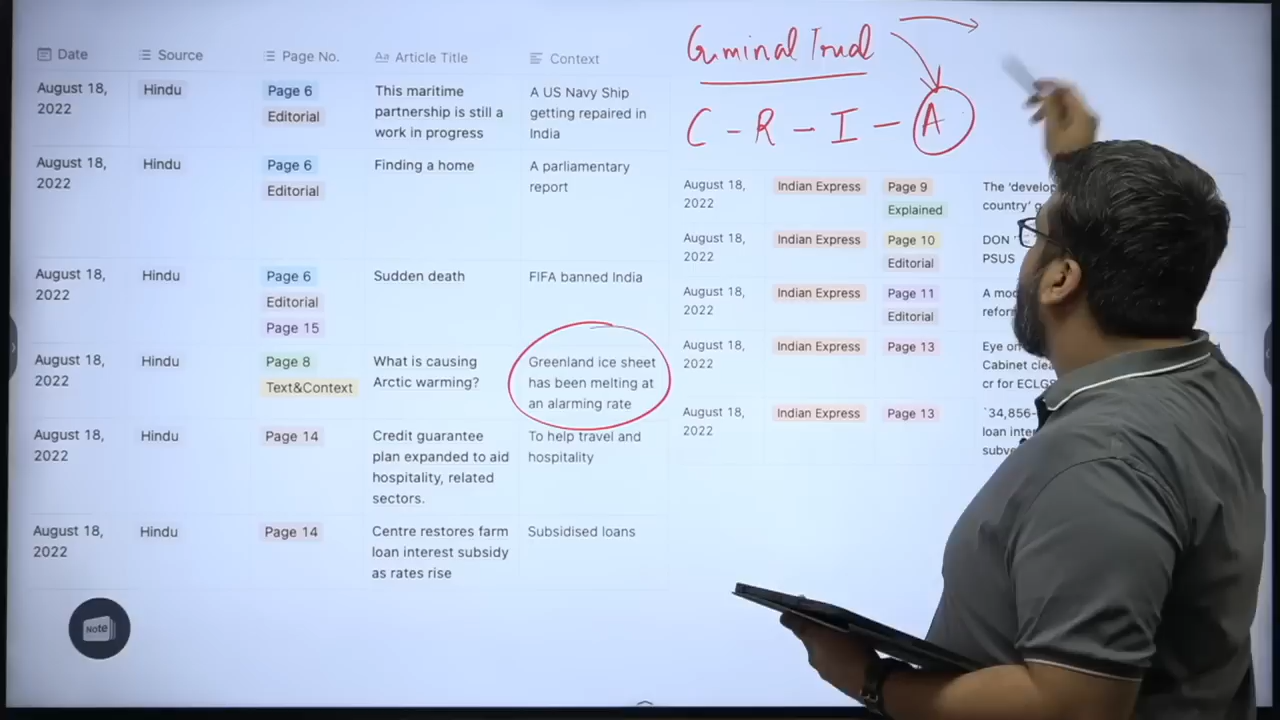 Date
Source
Page No.
Aa Article Title
Context
August 18,
2022
Hindu
Page 6
Editorial
This maritime
partnership is still a
work in progress
A US Navy Ship
getting repaired in
India
August 18,
2022
Hindu
Page 6
Editorial
Finding a home
A parliamentary
report
August 18,
2022
Hindu
Page 6
Editorial
Page 15
Sudden death
FIFA banned India
August 18,
2022
Hindu
Page 8
Text&Context
What is causing
Arctic warming?
Greenland ice sheet
has been melting at
an alarming rate
August 18,
2022
Hindu
Page 14
Credit guarantee
plan expanded to aid
hospitality, related
sectors.
To help travel and
hospitality
August 18,
2022
Hindu
Page 14
Centre restores farm
loan interest subsidy
as rates rise
Subsidised loans
Note
Criminal Trial
C - R - I - A
August 18,
2022
Indian Express
Page 9
Explained
The 'develop
country' g
August 18,
2022
Indian Express
Page 10
Editorial
DON
PSUS
August 18,
2022
Indian Express
Page 11
Editorial
A mo
refor
August 18,
2022
Indian Express
Page 13
Eye on
Cabinet clea
cr for ECLGS
August 18,
2022
Indian Express
Page 13
`34,856-
loan inter
subve